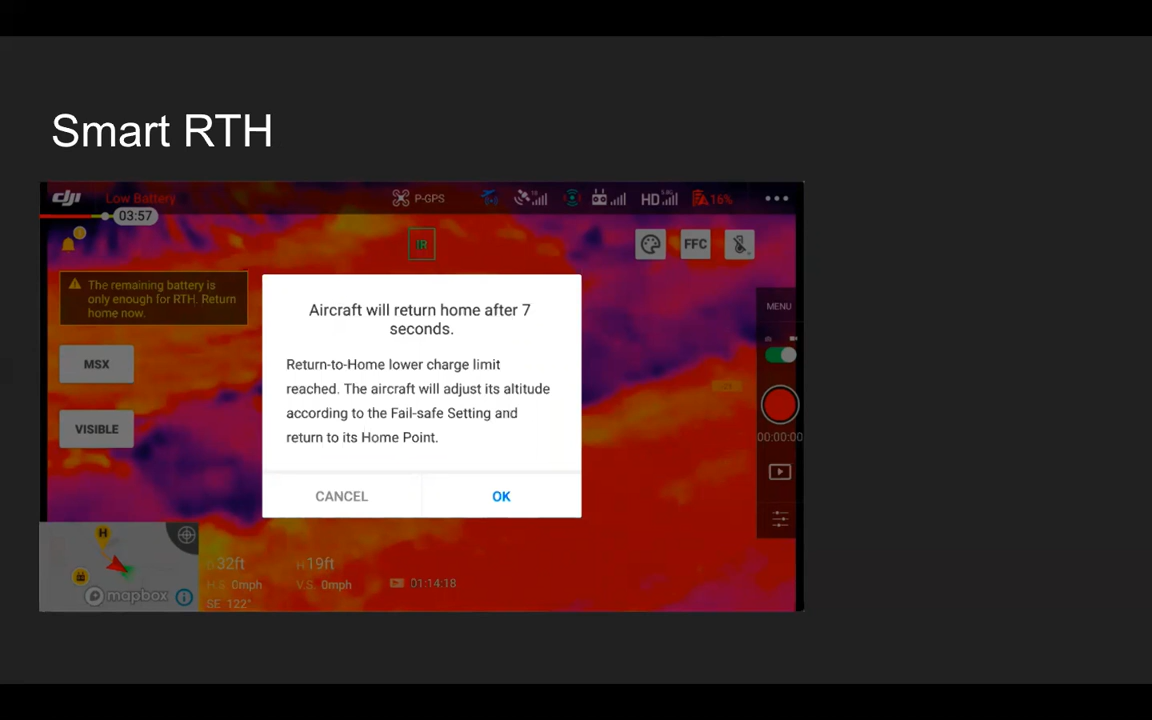 Smart RTH
dji Low Battery P-GPS HD 5.8G 16%
03:57
IR FFC
The remaining battery is
only enough for RTH. Return
home now.
MENU
MSX
VISIBLE
Aircraft will return home after 7
seconds.
Return-to-Home lower charge limit
reached. The aircraft will adjust its altitude
according to the Fail-safe Setting and
return to its Home Point.
CANCEL OK
00:00:00
H
mapbox
D 32ft H 19ft
H.S. 0mph V.S. 0mph 01:14:18
SE 122°